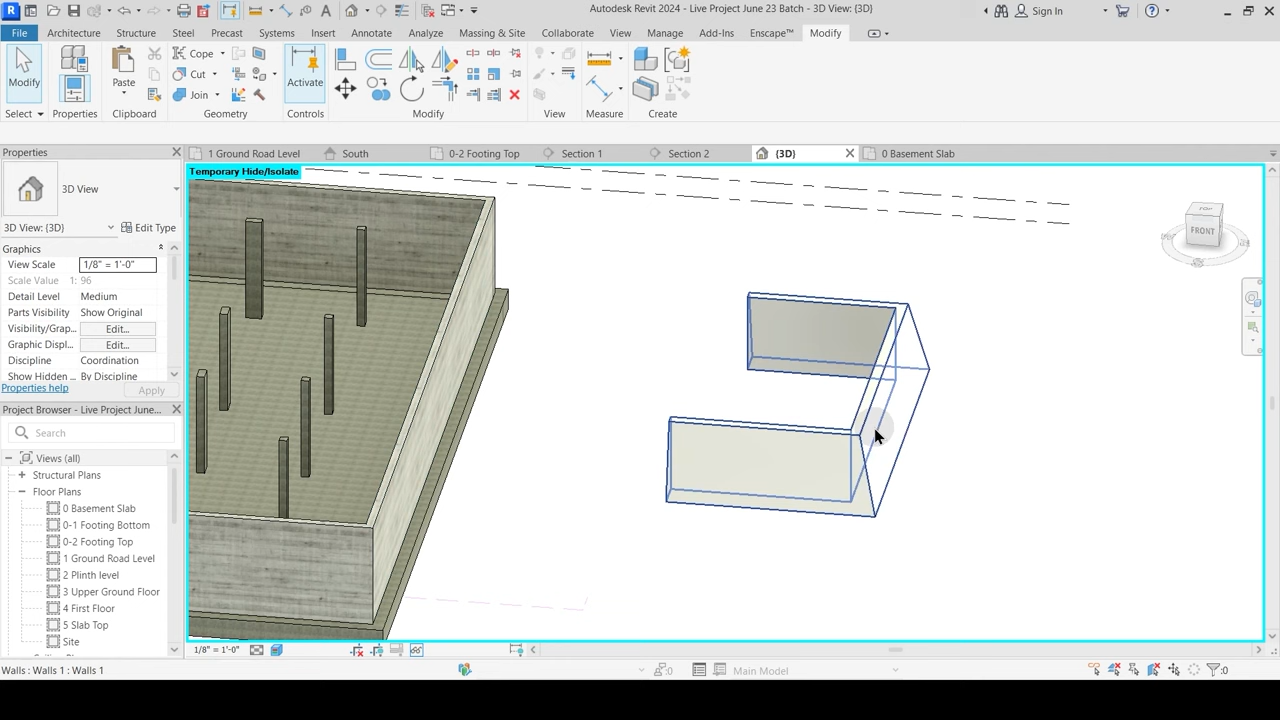 Autodesk Revit 2024 - Live Project June 23 Batch - 3D View: {3D}
Sign In
File Architecture Structure Steel Precast Systems Insert Annotate Analyze Massing & Site Collaborate View Manage Add-Ins Enscape™ Modify
Modify Properties Paste Cope Activate
Cut
Join
Select Properties Clipboard Geometry Controls Modify View Measure Create
Properties
1 Ground Road Level South 0-2 Footing Top Section 1 Section 2 (3D) 0 Basement Slab
Temporary Hide/Isolate
3D View
3D View: {3D} Edit Type
Graphics
View Scale 1/8" = 1'-0"
Scale Value 1: 96
Detail Level Medium
Parts Visibility Show Original
Visibility/Grap... Edit...
Graphic Displ... Edit...
Discipline Coordination
Show Hidden ... By Discipline
Properties help Apply
Project Browser - Live Project June...
Search
Views (all)
Structural Plans
Floor Plans
0 Basement Slab
0-1 Footing Bottom
0-2 Footing Top
1 Ground Road Level
2 Plinth level
3 Upper Ground Floor
4 First Floor
5 Slab Top
Site
TOP
FRONT
1/8" = 1'-0"
Walls : Walls 1 : Walls 1
:0
Main Model
:0